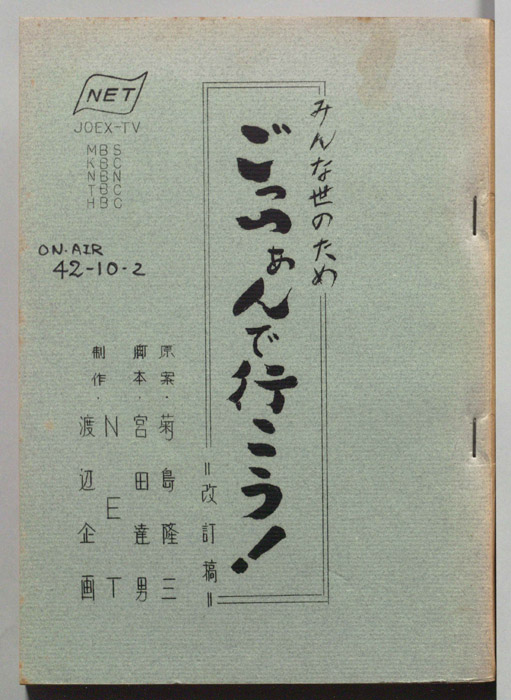 NET
JOEX-TV
MBS
KBC
NBN
TBC
HBC
ON・AIR
42-10-2
みんな世のため
ごっつぁんで行こう!
=改訂稿=
原案・菊島隆三
脚本・宮田達男
制作・NET
渡辺企画